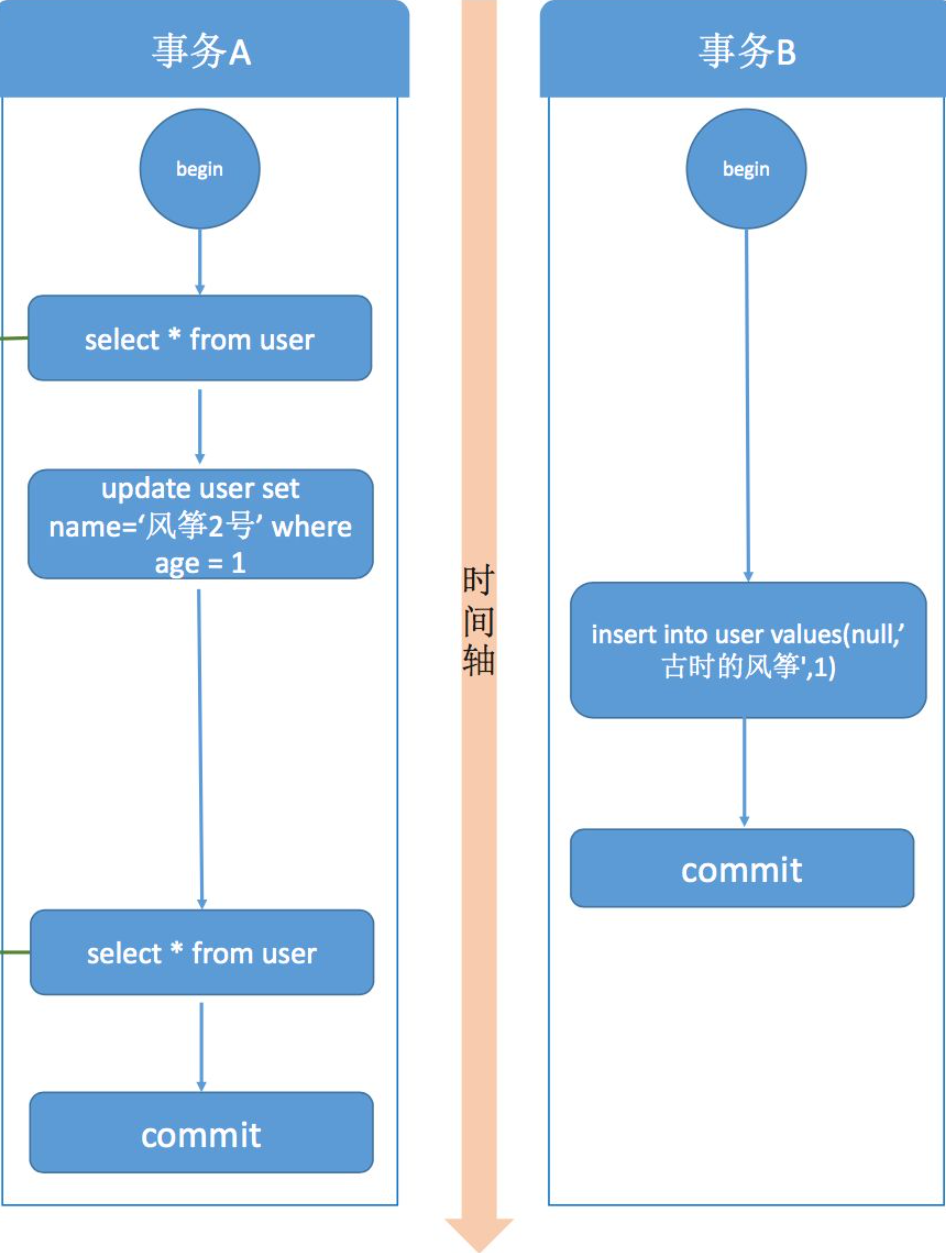 事务A
begin
select * from user
update user set
name=‘风筝2号’ where
age = 1
select * from user
commit
时
间
轴
事务B
begin
insert into user values(null,’
古时的风筝',1)
commit